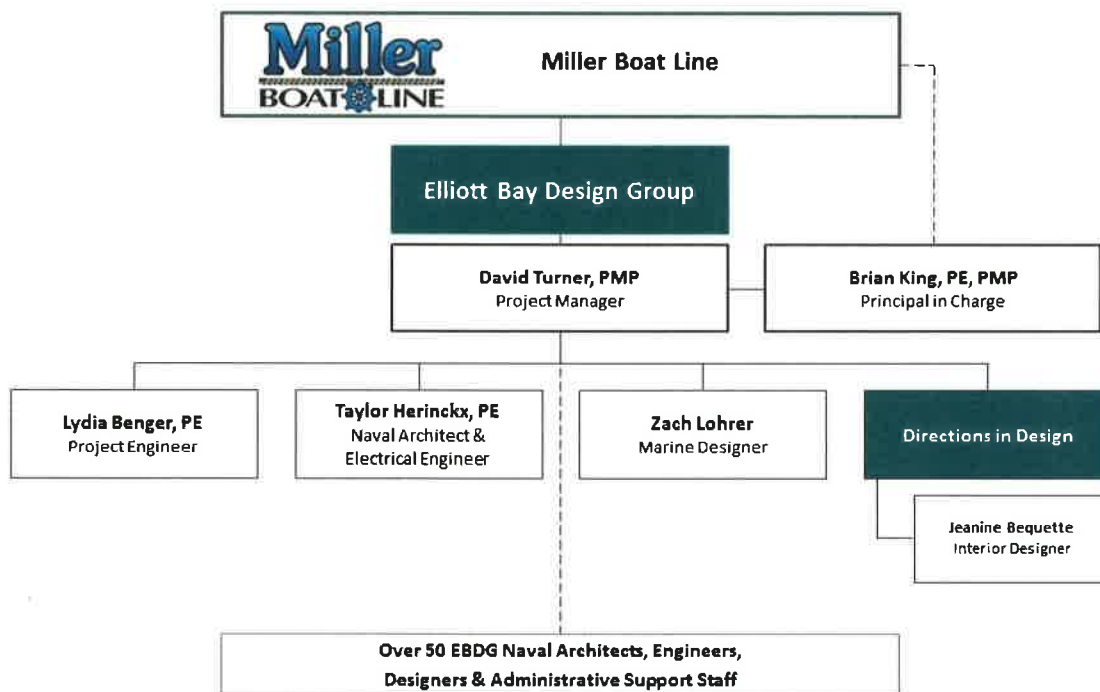 Miller
BOAT LINE
Miller Boat Line
Elliott Bay Design Group
David Turner, PMP
Project Manager
Brian King, PE, PMP
Principal in Charge
Lydia Benger, PE
Project Engineer
Taylor Herinckx, PE
Naval Architect &
Electrical Engineer
Zach Lohrer
Marine Designer
Directions in Design
Jeanine Bequette
Interior Designer
Over 50 EBDG Naval Architects, Engineers,
Designers & Administrative Support Staff